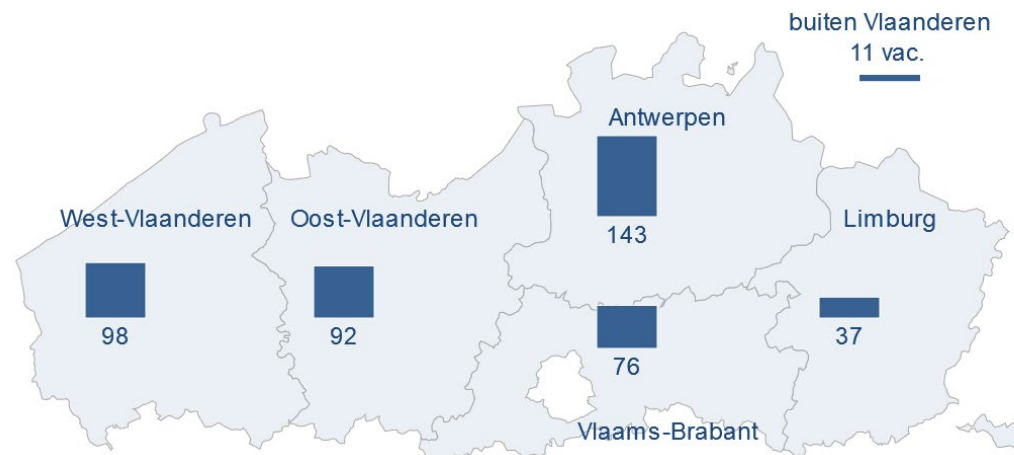 buiten Vlaanderen
11 vac.
Antwerpen
143
West-Vlaanderen
98
Oost-Vlaanderen
92
Limburg
37
76
Vlaams-Brabant